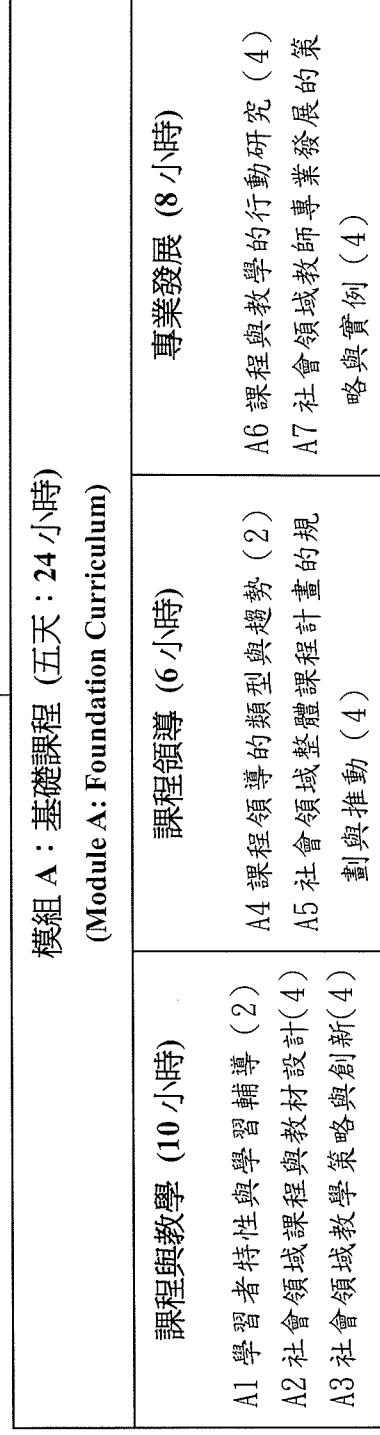 模組 A：基礎課程 (五天：24 小時)
(Module A: Foundation Curriculum)
課程與教學 (10 小時)
A1 學習者特性與學習輔導 (2)
A2 社會領域課程與教材設計(4)
A3 社會領域教學策略與創新(4)
課程領導 (6 小時)
A4 課程領導的類型與趨勢 (2)
A5 社會領域整體課程計畫的規
劃與推動 (4)
專業發展 (8 小時)
A6 課程與教學的行動研究 (4)
A7 社會領域教師專業發展的策
略與實例 (4)